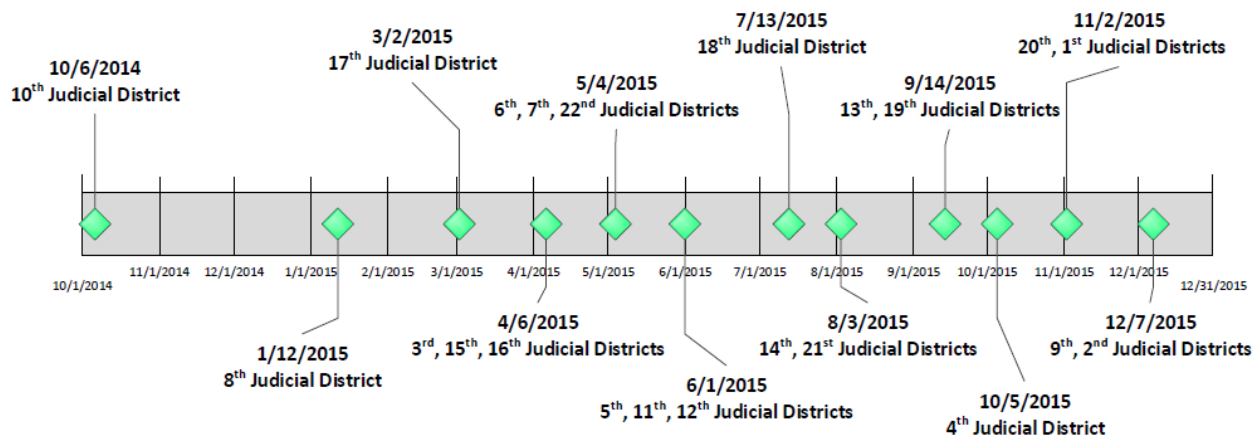 10/6/2014
10th Judicial District
3/2/2015
17th Judicial District
5/4/2015
6th, 7th, 22nd Judicial Districts
7/13/2015
18th Judicial District
9/14/2015
13th, 19th Judicial Districts
11/2/2015
20th, 1st Judicial Districts
10/1/2014
11/1/2014
12/1/2014
1/1/2015
2/1/2015
3/1/2015
4/1/2015
5/1/2015
6/1/2015
7/1/2015
8/1/2015
9/1/2015
10/1/2015
11/1/2015
12/1/2015
12/31/2015
1/12/2015
8th Judicial District
4/6/2015
3rd, 15th, 16th Judicial Districts
6/1/2015
5th, 11th, 12th Judicial Districts
8/3/2015
14th, 21st Judicial Districts
10/5/2015
4th Judicial District
12/7/2015
9th, 2nd Judicial Districts